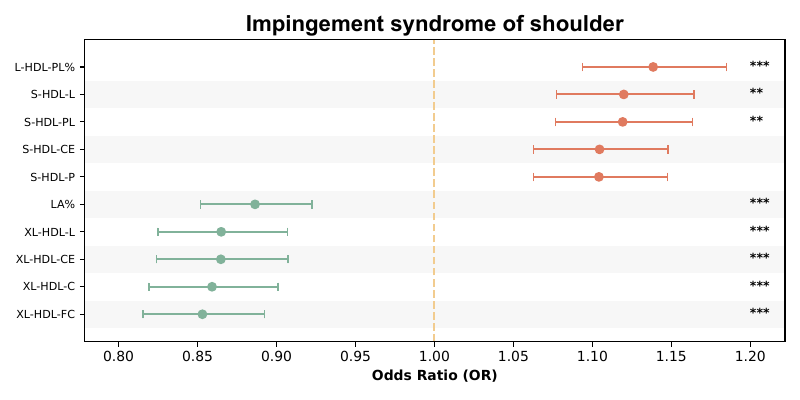 Impingement syndrome of shoulder
L-HDL-PL% ***
S-HDL-L **
S-HDL-PL **
S-HDL-CE
S-HDL-P
LA% ***
XL-HDL-L ***
XL-HDL-CE ***
XL-HDL-C ***
XL-HDL-FC ***
0.80 0.85 0.90 0.95 1.00 1.05 1.10 1.15 1.20
Odds Ratio (OR)